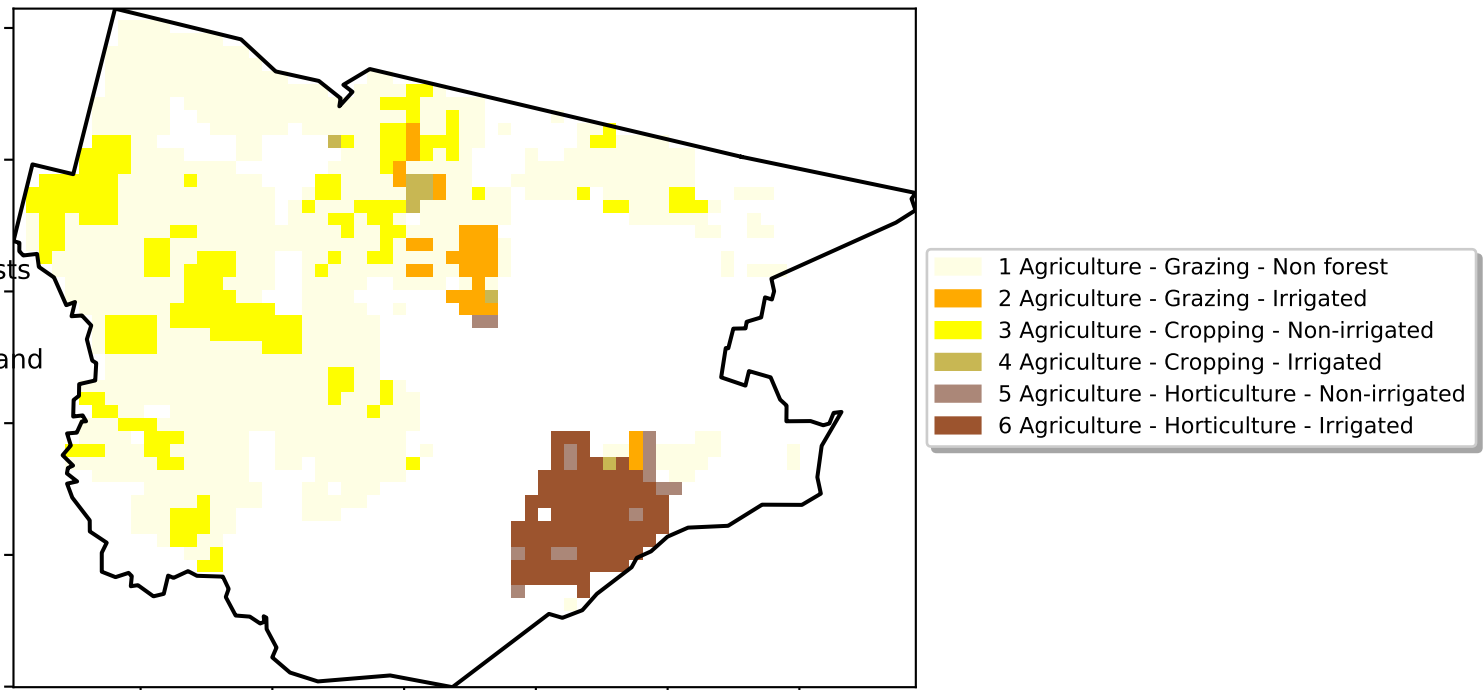 sts
and
1 Agriculture - Grazing - Non forest
2 Agriculture - Grazing - Irrigated
3 Agriculture - Cropping - Non-irrigated
4 Agriculture - Cropping - Irrigated
5 Agriculture - Horticulture - Non-irrigated
6 Agriculture - Horticulture - Irrigated